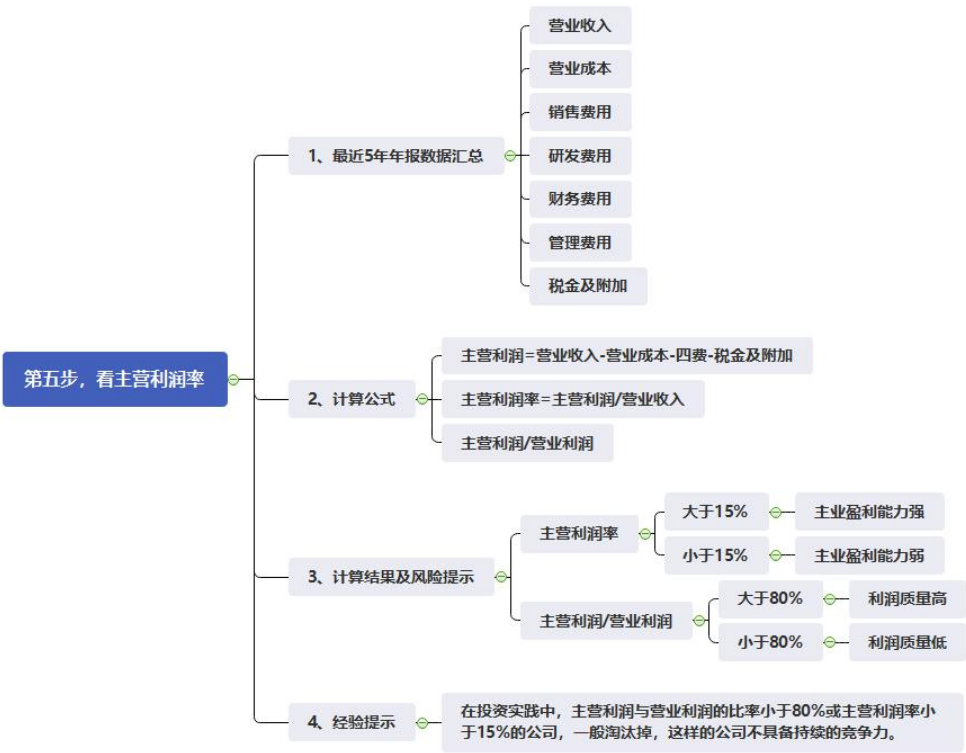 第五步，看主营利润率
1、最近5年年报数据汇总
营业收入
营业成本
销售费用
研发费用
财务费用
管理费用
税金及附加
2、计算公式
主营利润=营业收入-营业成本-四费-税金及附加
主营利润率=主营利润/营业收入
主营利润/营业利润
3、计算结果及风险提示
主营利润率
大于15%
主业盈利能力强
小于15%
主业盈利能力弱
主营利润/营业利润
大于80%
利润质量高
小于80%
利润质量低
4、经验提示
在投资实践中，主营利润与营业利润的比率小于80%或主营利润率小
于15%的公司，一般淘汰掉，这样的公司不具备持续的竞争力。